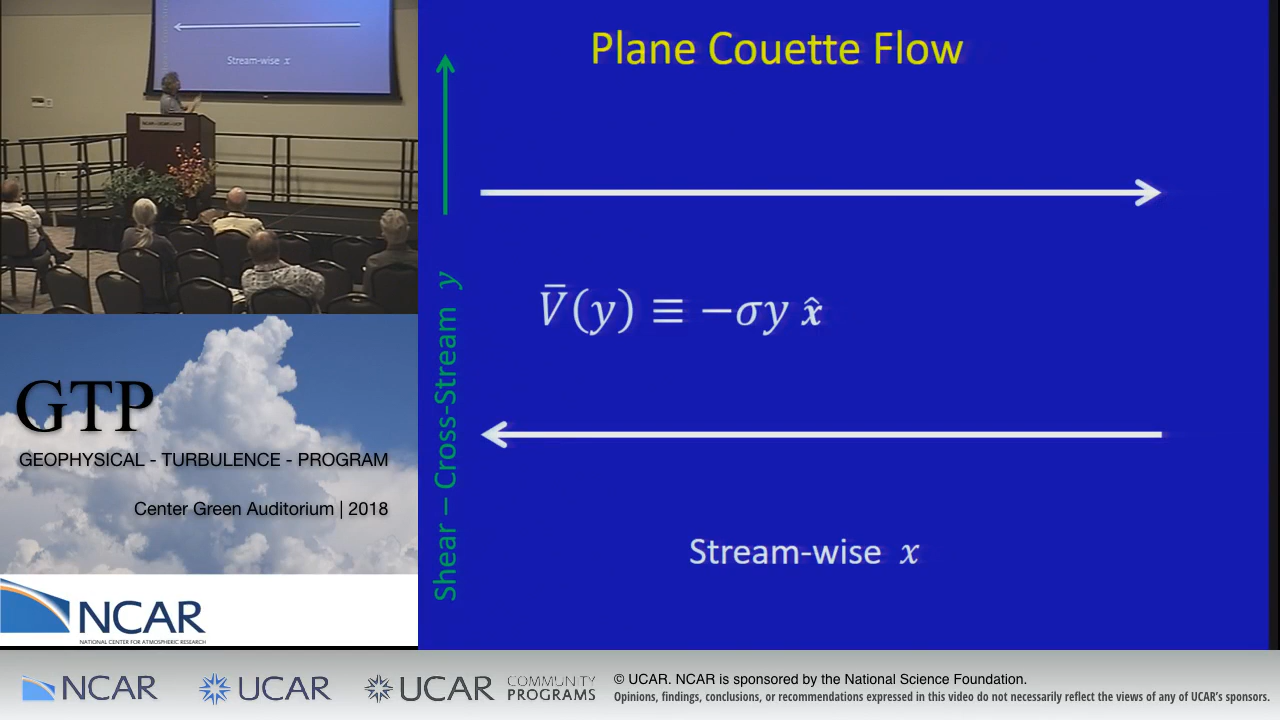 Stream-wise x
NCAR
Plane Couette Flow
V̄(y) ≡ −σy x̂
Shear – Cross-Stream y
Stream-wise x
GTP
GEOPHYSICAL - TURBULENCE - PROGRAM
Center Green Auditorium | 2018
NCAR
NATIONAL CENTER FOR ATMOSPHERIC RESEARCH
NCAR
UCAR
UCAR
COMMUNITY
PROGRAMS
© UCAR. NCAR is sponsored by the National Science Foundation.
Opinions, findings, conclusions, or recommendations expressed in this video do not necessarily reflect the views of any of UCAR's sponsors.